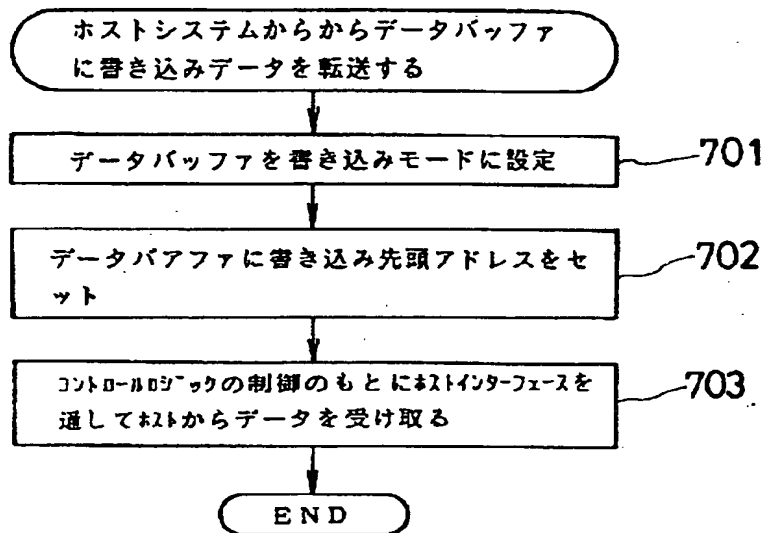 ホストシステムからからデータバッファ
に書き込みデータを転送する
データバッファを書き込みモードに設定
701
データバアファに書き込み先頭アドレスをセ
ット
702
ｺﾝﾄﾛｰﾙﾛｼﾞｯｸの制御のもとにﾎｽﾄｲﾝﾀｰﾌｪｰｽを
通してﾎｽﾄからデータを受け取る
703
END